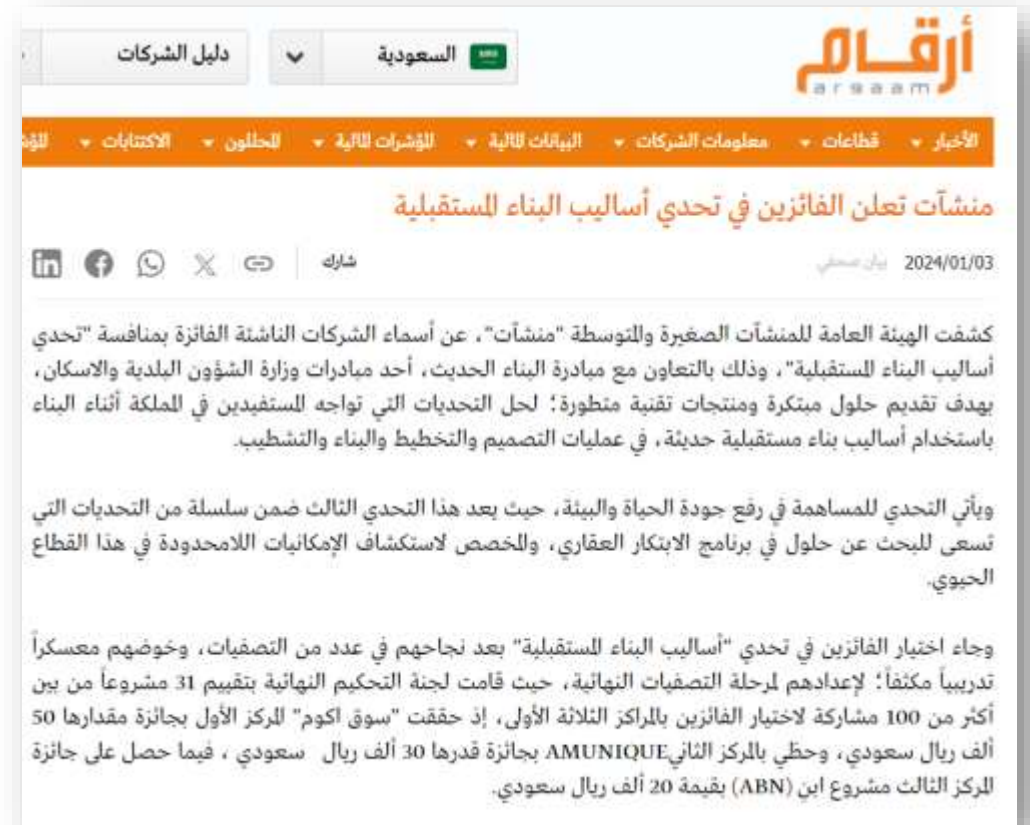 أرقام
argaam
السعودية
دليل الشركات
الأخبار قطاعات معلومات الشركات البيانات المالية المؤشرات المالية المحللون الاكتتابات
منشآت تعلن الفائزين في تحدي أساليب البناء المستقبلية
2024/01/03 بيان صحفي شارك
كشفت الهيئة العامة للمنشآت الصغيرة والمتوسطة "منشآت"، عن أسماء الشركات الناشئة الفائزة بمنافسة "تحدي
أساليب البناء المستقبلية"، وذلك بالتعاون مع مبادرة البناء الحديث، أحد مبادرات وزارة الشؤون البلدية والاسكان،
بهدف تقديم حلول مبتكرة ومنتجات تقنية متطورة؛ لحل التحديات التي تواجه المستفيدين في المملكة أثناء البناء
باستخدام أساليب بناء مستقبلية حديثة، في عمليات التصميم والتخطيط والبناء والتشطيب.
ويأتي التحدي للمساهمة في رفع جودة الحياة والبيئة، حيث يعد هذا التحدي الثالث ضمن سلسلة من التحديات التي
تسعى للبحث عن حلول في برنامج الابتكار العقاري، والمخصص لاستكشاف الإمكانيات اللامحدودة في هذا القطاع
الحيوي.
وجاء اختيار الفائزين في تحدي "أساليب البناء المستقبلية" بعد نجاحهم في عدد من التصفيات، وخوضهم معسكراً
تدريبياً مكثفاً؛ لإعدادهم لمرحلة التصفيات النهائية، حيث قامت لجنة التحكيم النهائية بتقييم 31 مشروعاً من بين
أكثر من 100 مشاركة لاختيار الفائزين بالمراكز الثلاثة الأولى، إذ حققت "سوق اكوم" المركز الأول بجائزة مقدارها 50
ألف ريال سعودي، وحظي بالمركز الثانيAMUNIQUE بجائزة قدرها 30 ألف ريال سعودي ، فيما حصل على جائزة
المركز الثالث مشروع ابن (ABN) بقيمة 20 ألف ريال سعودي.